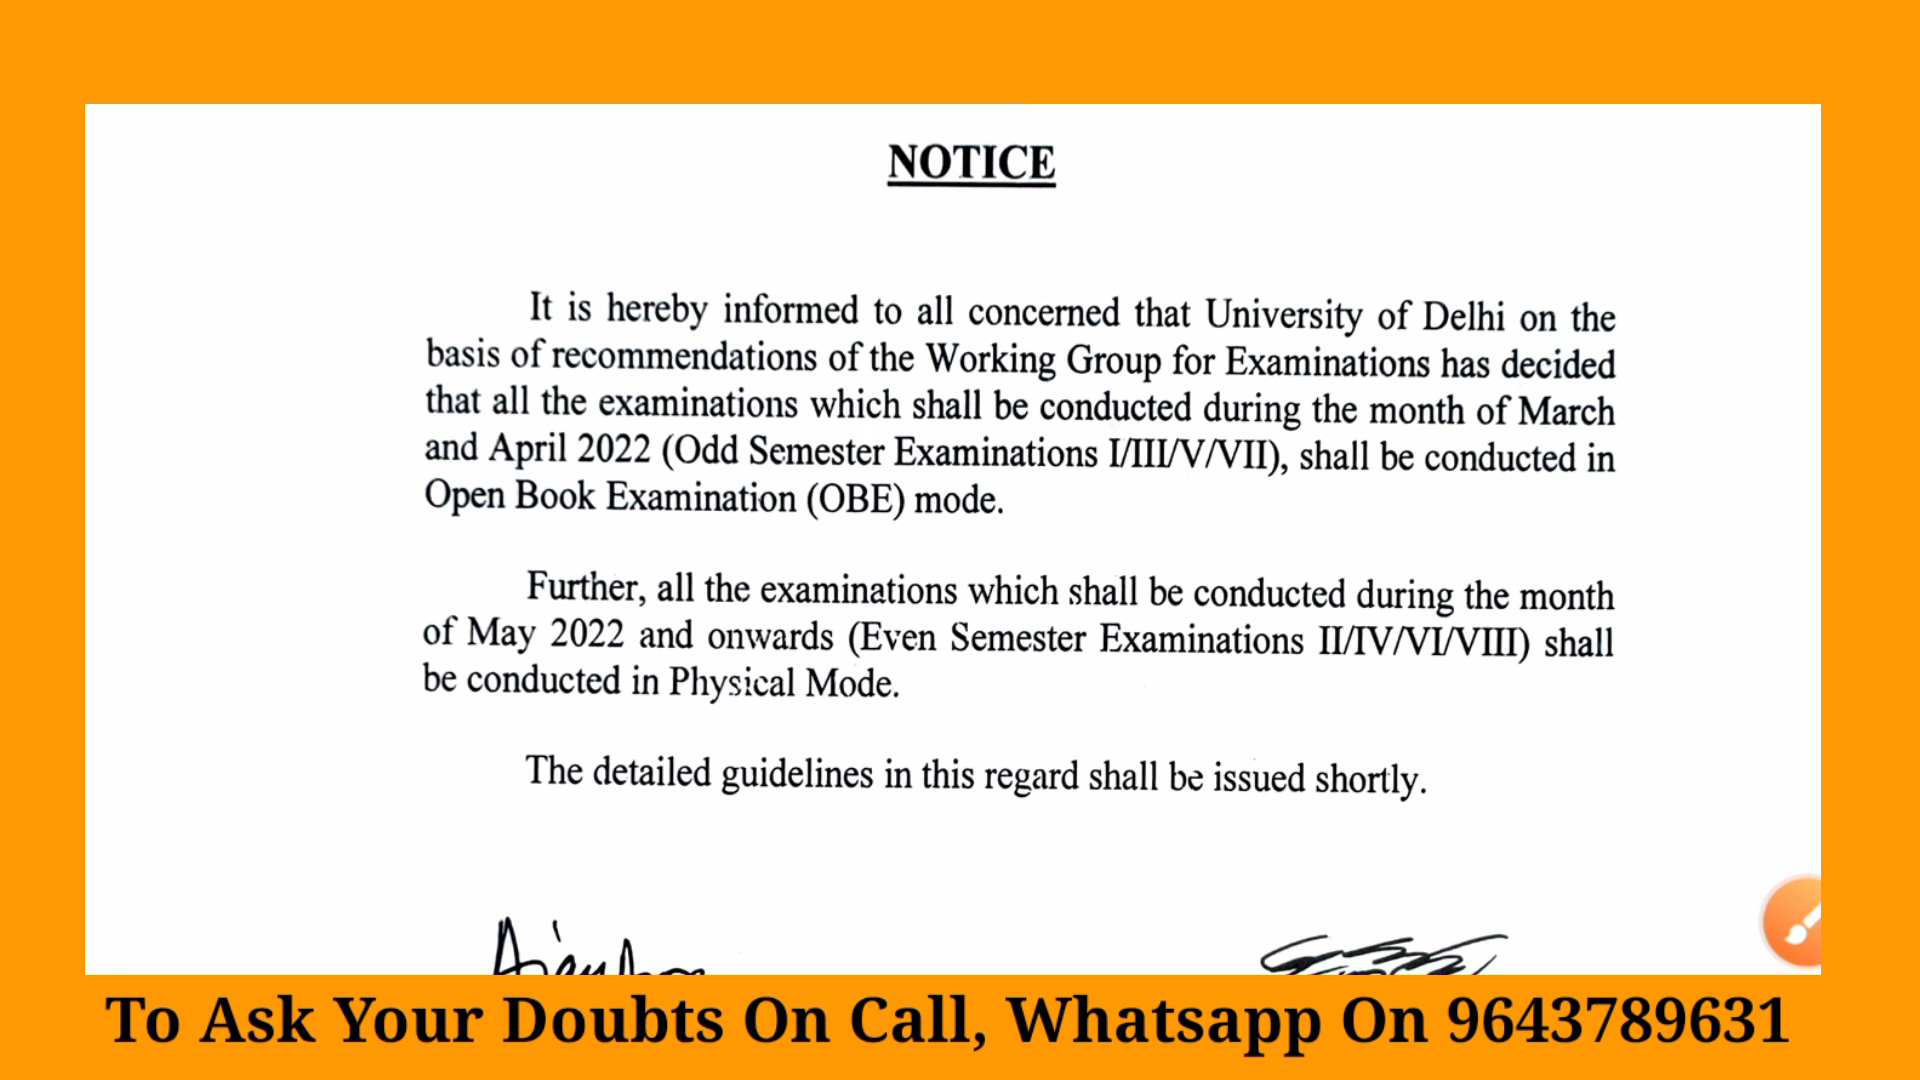 NOTICE
It is hereby informed to all concerned that University of Delhi on the
basis of recommendations of the Working Group for Examinations has decided
that all the examinations which shall be conducted during the month of March
and April 2022 (Odd Semester Examinations I/III/V/VII), shall be conducted in
Open Book Examination (OBE) mode.
Further, all the examinations which shall be conducted during the month
of May 2022 and onwards (Even Semester Examinations II/IV/VI/VIII) shall
be conducted in Physical Mode.
The detailed guidelines in this regard shall be issued shortly.
To Ask Your Doubts On Call, Whatsapp On 9643789631